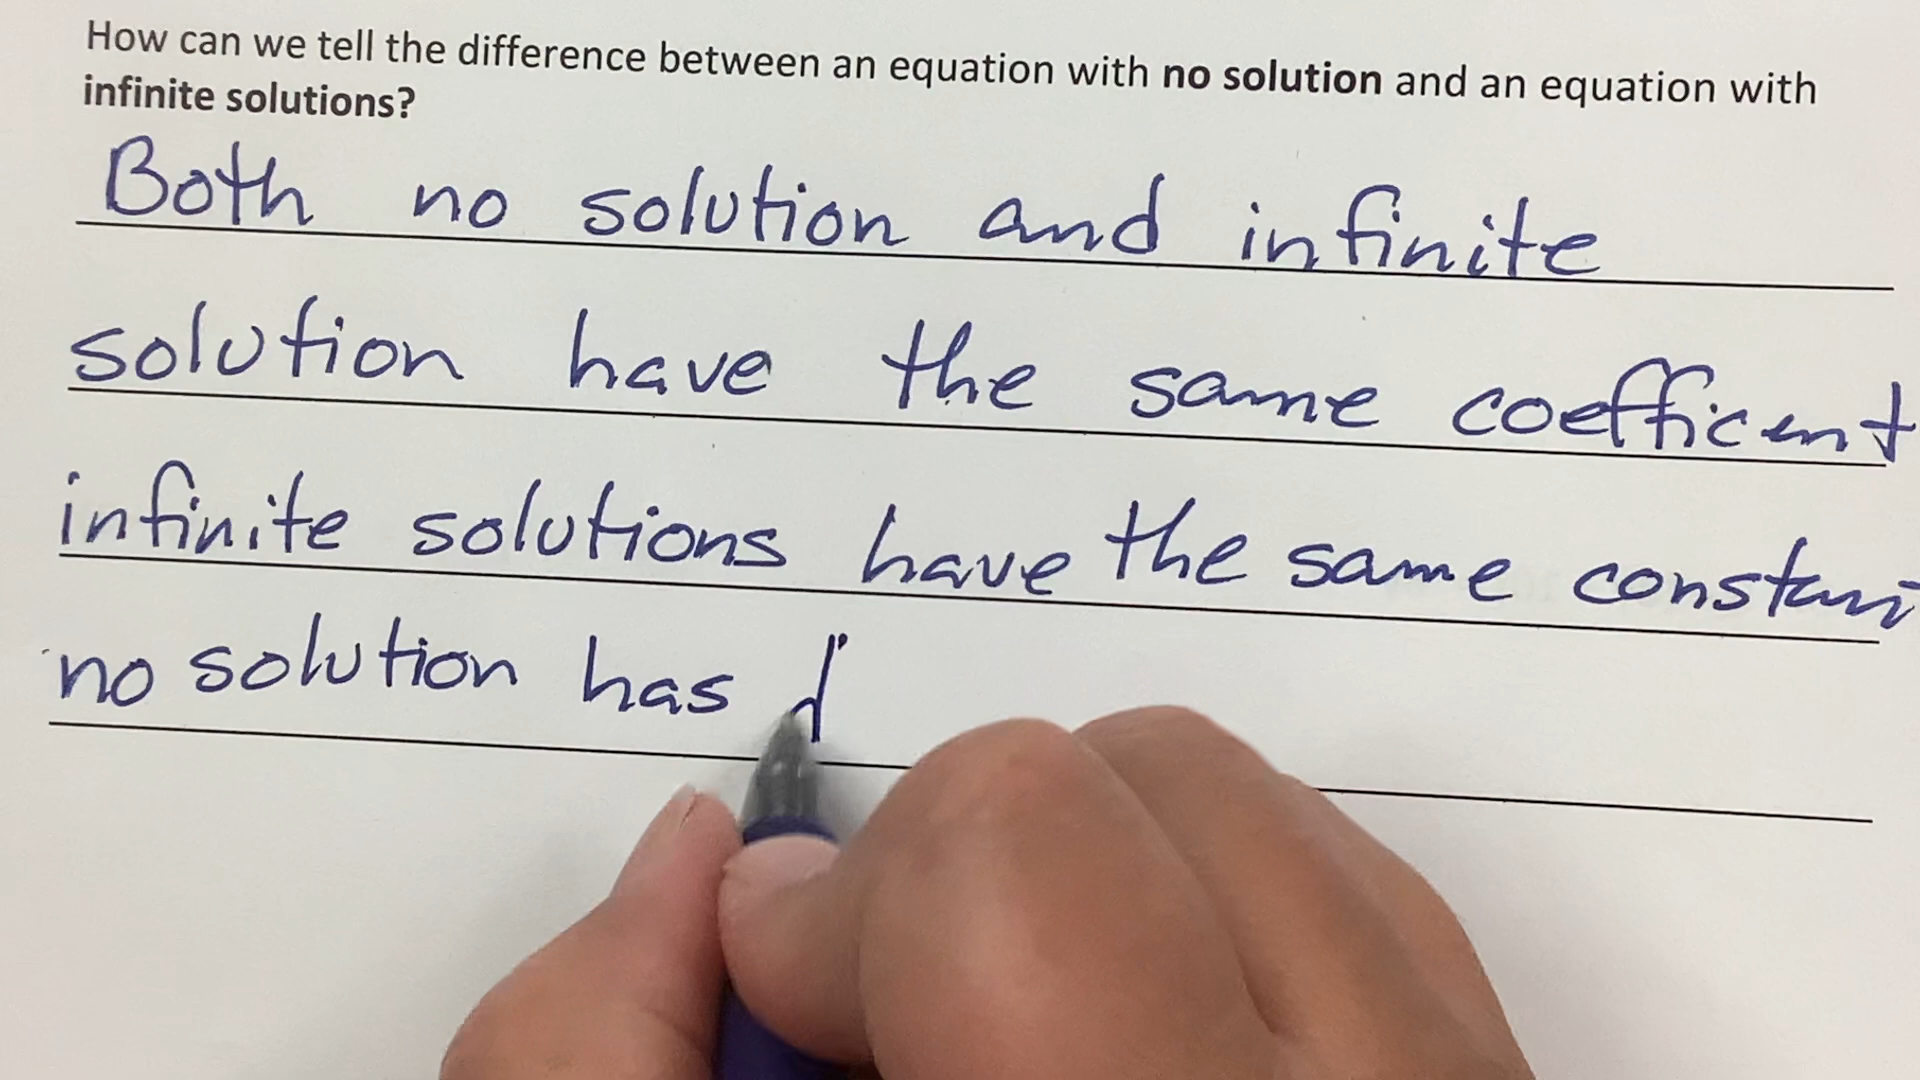 How can we tell the difference between an equation with no solution and an equation with
infinite solutions?
Both no solution and infinite
solution have the same coefficent
infinite solutions have the same constant
no solution has d